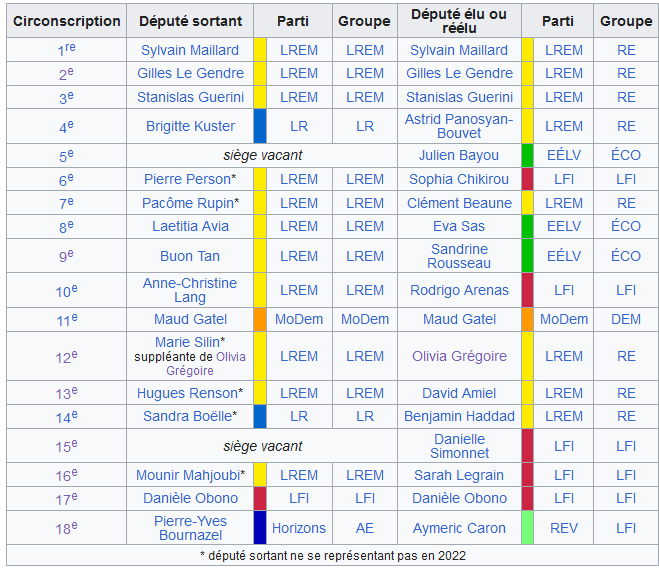 Circonscription Député sortant Parti Groupe Député élu ou réélu Parti Groupe
1re Sylvain Maillard LREM LREM Sylvain Maillard LREM RE
2e Gilles Le Gendre LREM LREM Gilles Le Gendre LREM RE
3e Stanislas Guerini LREM LREM Stanislas Guerini LREM RE
4e Brigitte Kuster LR LR Astrid Panosyan-Bouvet LREM RE
5e siège vacant Julien Bayou EÉLV ÉCO
6e Pierre Person* LREM LREM Sophia Chikirou LFI LFI
7e Pacôme Rupin* LREM LREM Clément Beaune LREM RE
8e Laetitia Avia LREM LREM Eva Sas EELV ÉCO
9e Buon Tan LREM LREM Sandrine Rousseau EÉLV ÉCO
10e Anne-Christine Lang LREM LREM Rodrigo Arenas LFI LFI
11e Maud Gatel MoDem MoDem Maud Gatel MoDem DEM
12e Marie Silin* suppléante de Olivia Grégoire LREM LREM Olivia Grégoire LREM RE
13e Hugues Renson* LREM LREM David Amiel LREM RE
14e Sandra Boëlle* LR LR Benjamin Haddad LREM RE
15e siège vacant Danielle Simonnet LFI LFI
16e Mounir Mahjoubi* LREM LREM Sarah Legrain LFI LFI
17e Danièle Obono LFI LFI Danièle Obono LFI LFI
18e Pierre-Yves Bournazel Horizons AE Aymeric Caron REV LFI
* député sortant ne se représentant pas en 2022